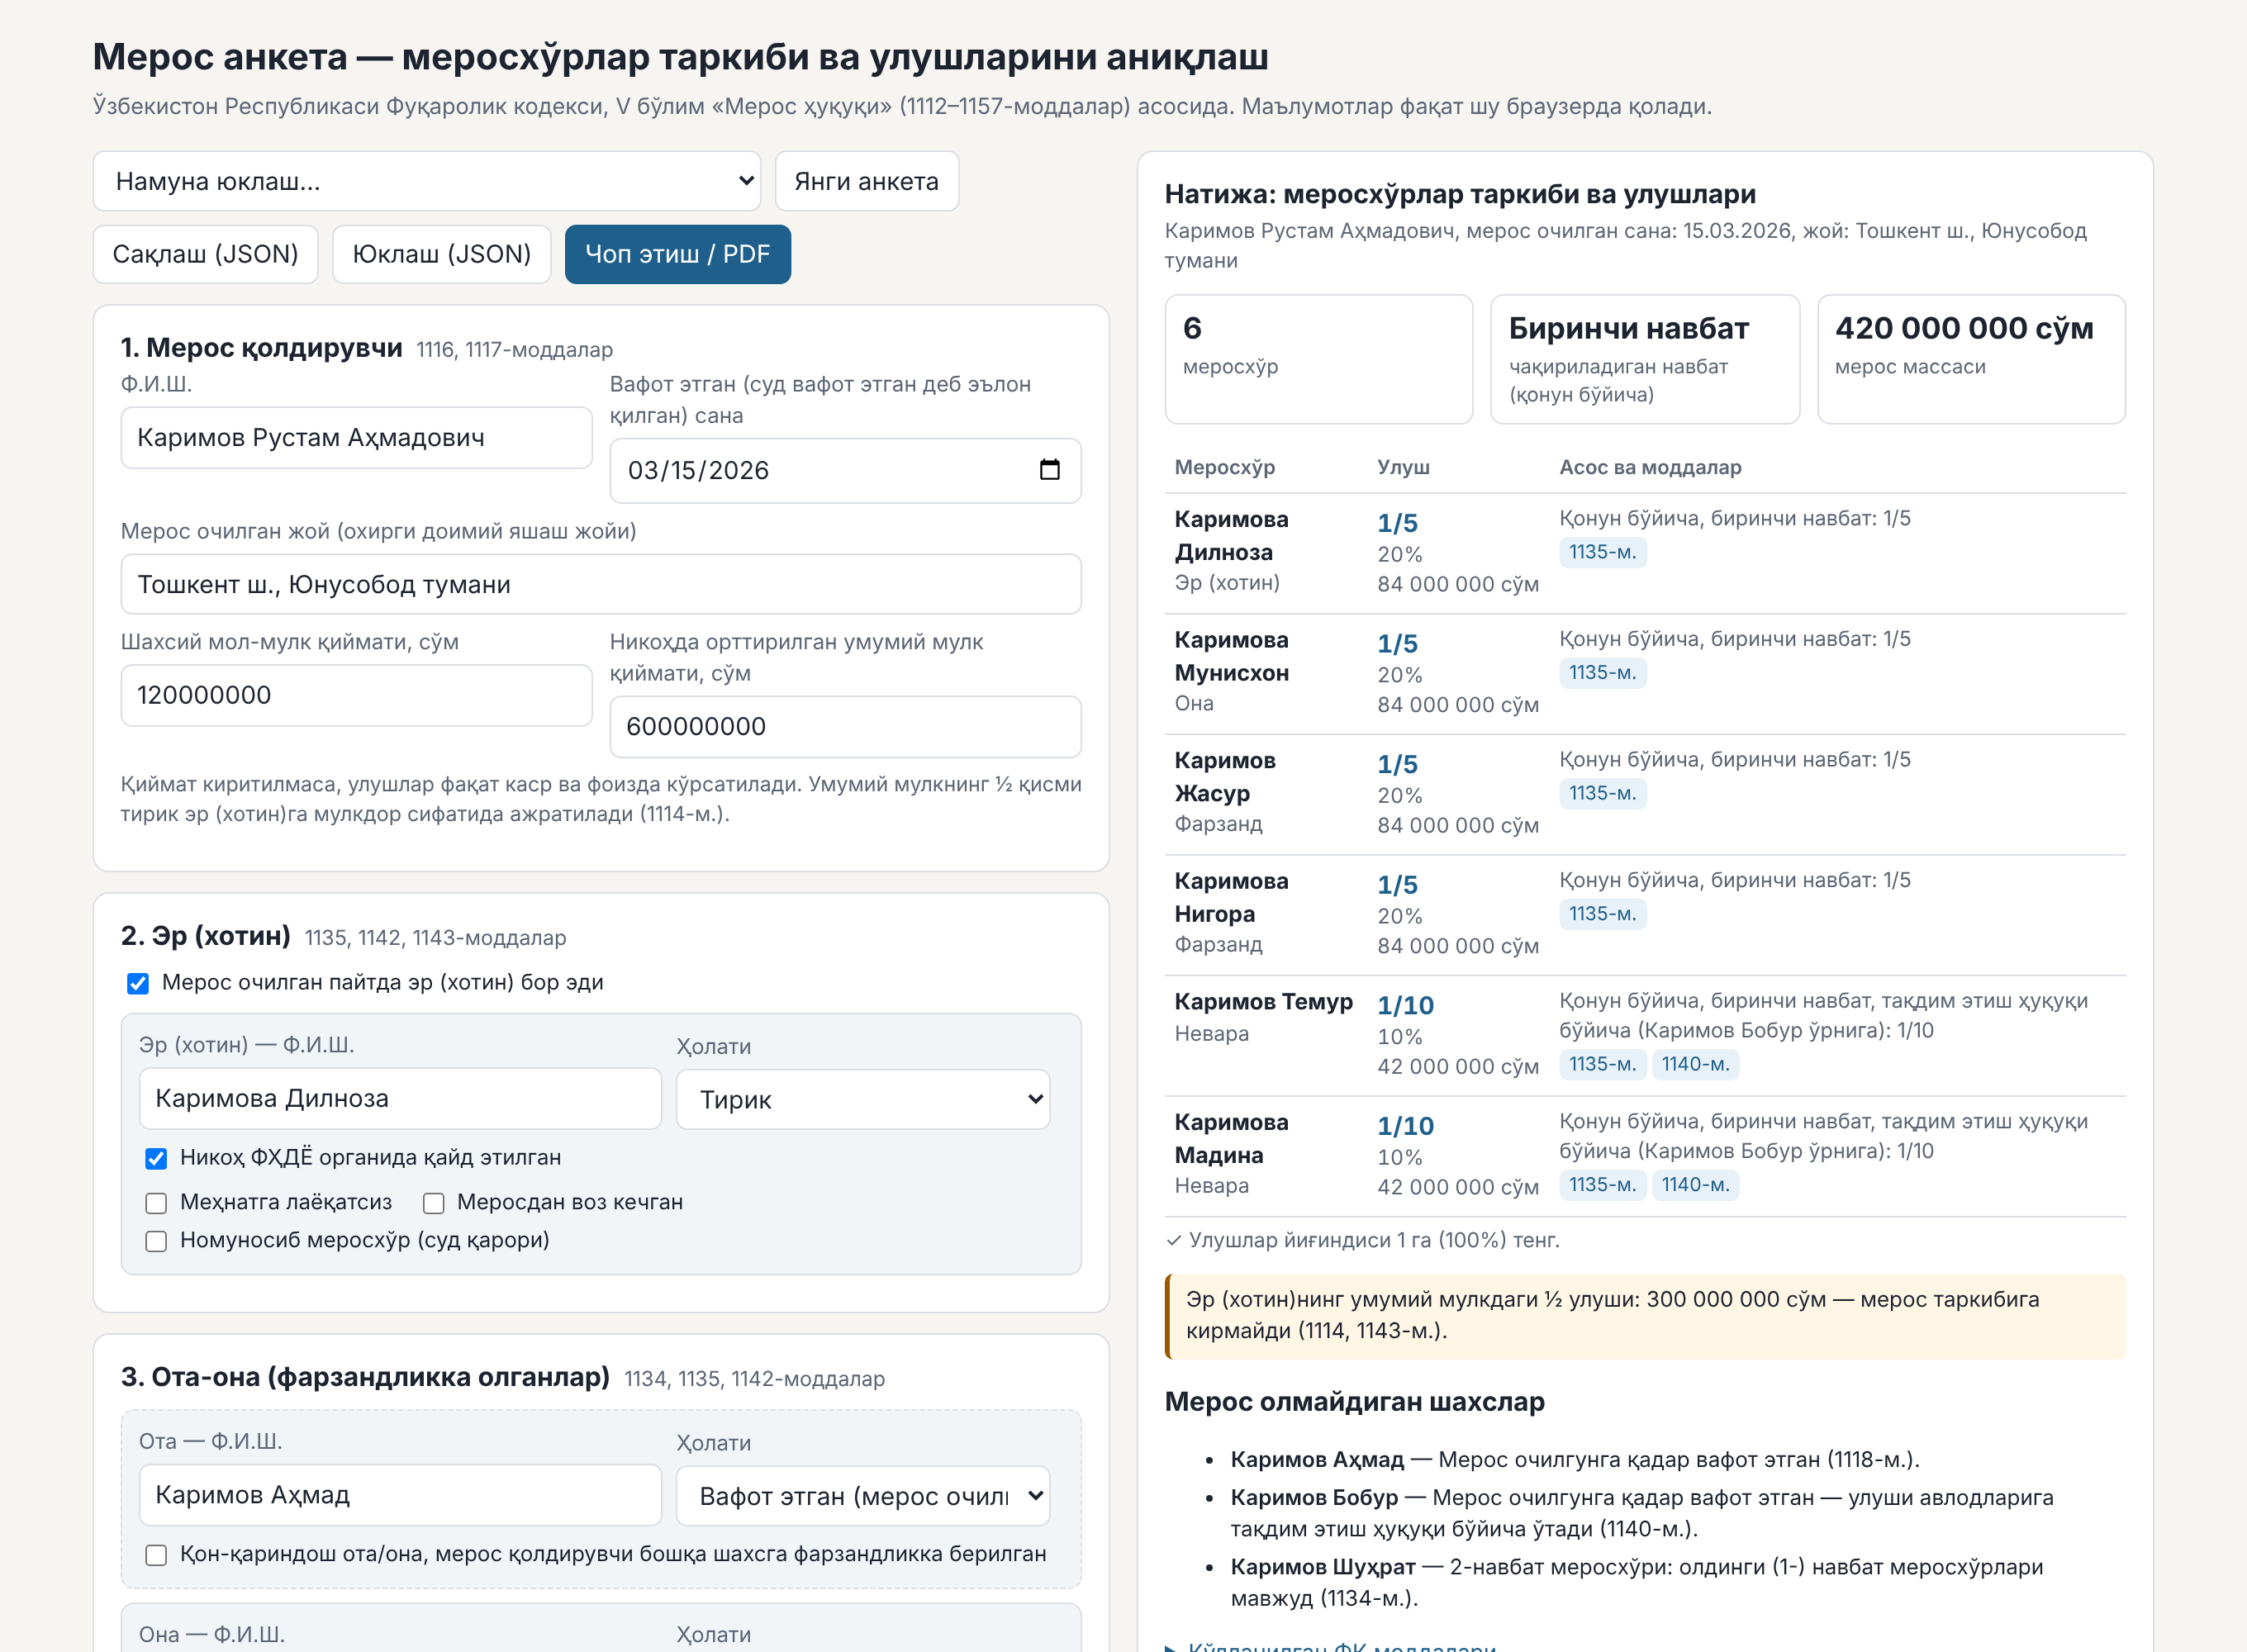 Мерос анкета — меросхўрлар таркиби ва улушларини аниқлаш
Ўзбекистон Республикаси Фуқаролик кодекси, V бўлим «Мерос ҳуқуқи» (1112–1157-моддалар) асосида. Маълумотлар фақат шу браузерда қолади.
Намуна юклаш...
Янги анкета
Сақлаш (JSON)
Юклаш (JSON)
Чоп этиш / PDF
1. Мерос қолдирувчи 1116, 1117-моддалар
Ф.И.Ш.
Каримов Рустам Аҳмадович
Вафот этган (суд вафот этган деб эълон
қилган) сана
03/15/2026
Мерос очилган жой (охирги доимий яшаш жойи)
Тошкент ш., Юнусобод тумани
Шахсий мол-мулк қиймати, сўм
120000000
Никоҳда орттирилган умумий мулк
қиймати, сўм
600000000
Қиймат киритилмаса, улушлар фақат каср ва фоизда кўрсатилади. Умумий мулкнинг ½ қисми
тирик эр (хотин)га мулкдор сифатида ажратилади (1114-м.).
2. Эр (хотин) 1135, 1142, 1143-моддалар
Мерос очилган пайтда эр (хотин) бор эди
Эр (хотин) — Ф.И.Ш.
Каримова Дилноза
Ҳолати
Тирик
Никоҳ ФҲДЁ органида қайд этилган
Меҳнатга лаёқатсиз
Меросдан воз кечган
Номуносиб меросхўр (суд қарори)
3. Ота-она (фарзандликка олганлар) 1134, 1135, 1142-моддалар
Ота — Ф.И.Ш.
Каримов Аҳмад
Ҳолати
Вафот этган (мерос очил
Қон-қариндош ота/она, мерос қолдирувчи бошқа шахсга фарзандликка берилган
Она — Ф.И.Ш.
Ҳолати
Натижа: меросхўрлар таркиби ва улушлари
Каримов Рустам Аҳмадович, мерос очилган сана: 15.03.2026, жой: Тошкент ш., Юнусобод
тумани
6
меросхўр
Биринчи навбат
чақириладиган навбат
(қонун бўйича)
420 000 000 сўм
мерос массаси
Меросхўр Улуш Асос ва моддалар
Каримова
Дилноза
Эр (хотин)
1/5
20%
84 000 000 сўм
Қонун бўйича, биринчи навбат: 1/5
1135-м.
Каримова
Мунисхон
Она
1/5
20%
84 000 000 сўм
Қонун бўйича, биринчи навбат: 1/5
1135-м.
Каримов
Жасур
Фарзанд
1/5
20%
84 000 000 сўм
Қонун бўйича, биринчи навбат: 1/5
1135-м.
Каримова
Нигора
Фарзанд
1/5
20%
84 000 000 сўм
Қонун бўйича, биринчи навбат: 1/5
1135-м.
Каримов Темур
Невара
1/10
10%
42 000 000 сўм
Қонун бўйича, биринчи навбат, тақдим этиш ҳуқуқи
бўйича (Каримов Бобур ўрнига): 1/10
1135-м. 1140-м.
Каримова
Мадина
Невара
1/10
10%
42 000 000 сўм
Қонун бўйича, биринчи навбат, тақдим этиш ҳуқуқи
бўйича (Каримов Бобур ўрнига): 1/10
1135-м. 1140-м.
✓ Улушлар йиғиндиси 1 га (100%) тенг.
Эр (хотин)нинг умумий мулкдаги ½ улуши: 300 000 000 сўм — мерос таркибига
кирмайди (1114, 1143-м.).
Мерос олмайдиган шахслар
• Каримов Аҳмад — Мерос очилгунга қадар вафот этган (1118-м.).
• Каримов Бобур — Мерос очилгунга қадар вафот этган — улуши авлодларига
тақдим этиш ҳуқуқи бўйича ўтади (1140-м.).
• Каримов Шуҳрат — 2-навбат меросхўри: олдинги (1-) навбат меросхўрлари
мавжуд (1134-м.).
▶ Қўлланилган ФК моддалари